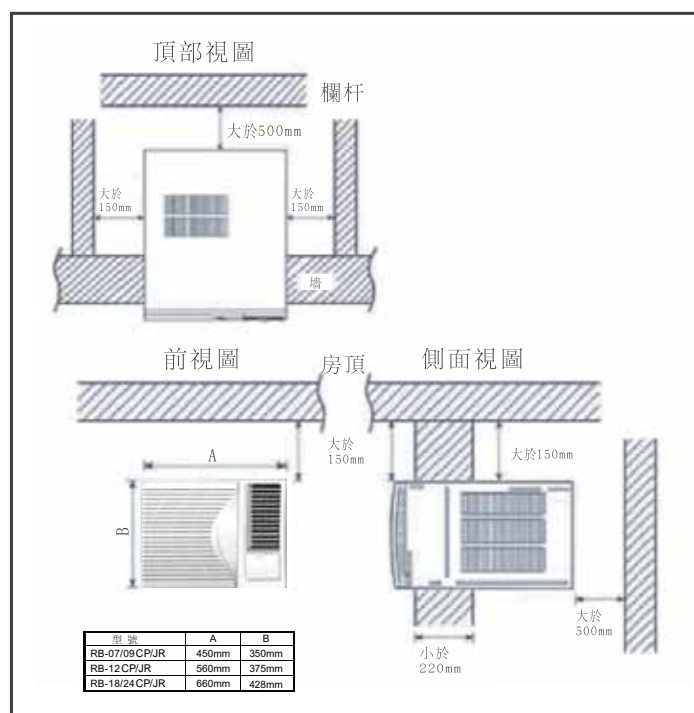 頂部視圖
欄杆
大於500mm
大於
150mm
大於
150mm
墻
前視圖
房頂
側面視圖
大於
150mm
大於150mm
A
B
大於
500mm
小於
220mm
型 號 A B
RB-07/09CP/JR 450mm 350mm
RB-12CP/JR 560mm 375mm
RB-18/24CP/JR 660mm 428mm